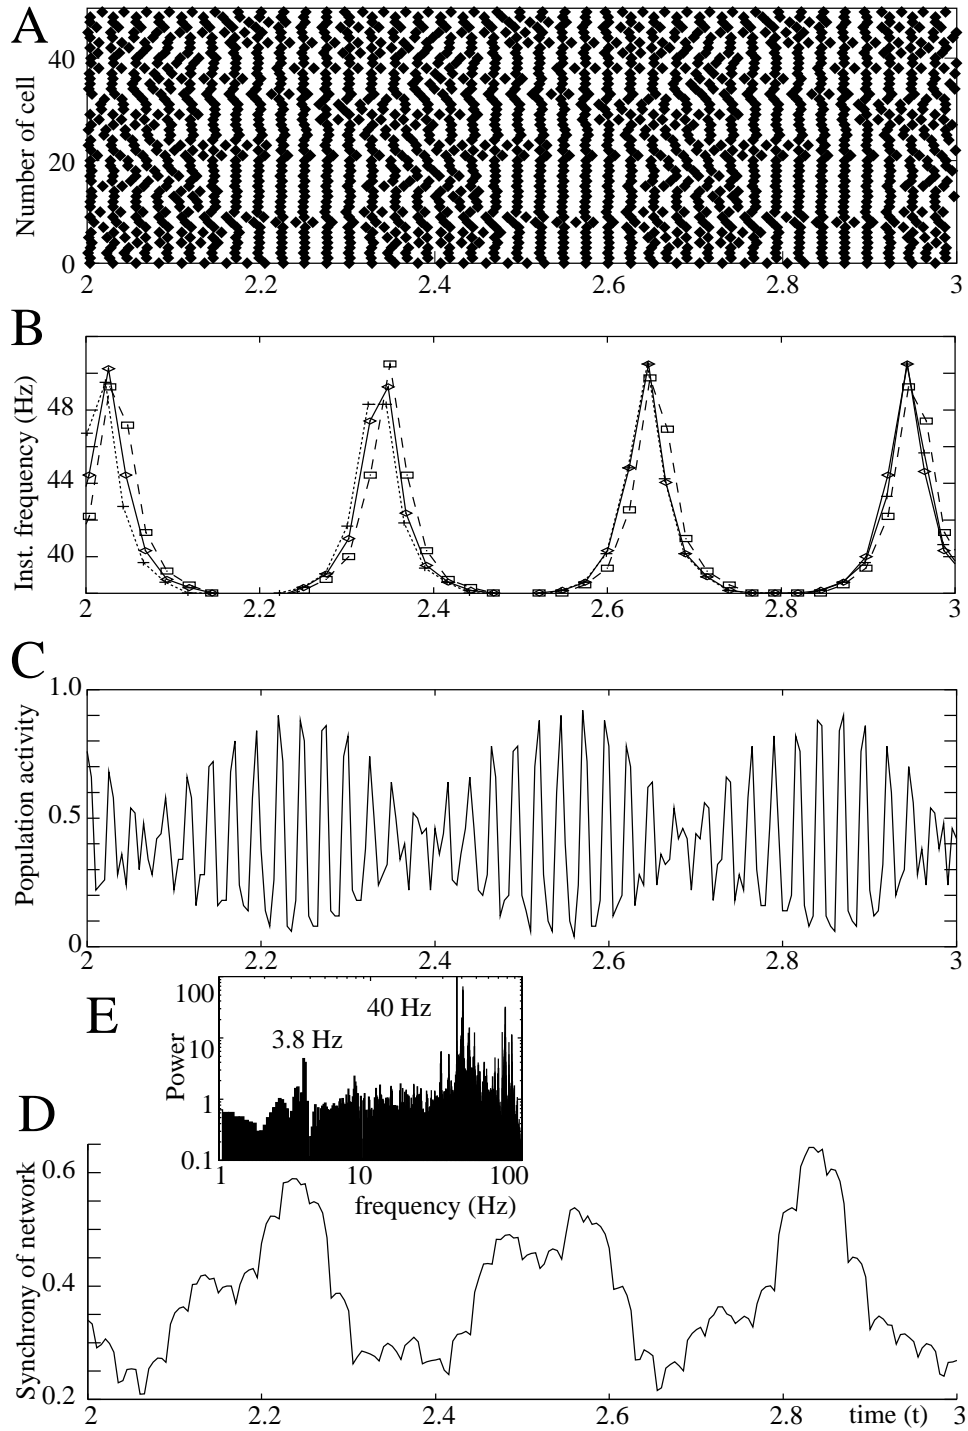 A
Number of cell
40
20
0
2 2.2 2.4 2.6 2.8 3
B
Inst. frequency (Hz)
48
44
40
2 2.2 2.4 2.6 2.8 3
C
Population activity
1.0
0.5
0
2 2.2 2.4 2.6 2.8 3
E
Power
100
10
1
0.1
3.8 Hz
40 Hz
1 10 100
frequency (Hz)
D
Synchrony of network
0.6
0.4
0.2
2 2.2 2.4 2.6 2.8 time (t) 3